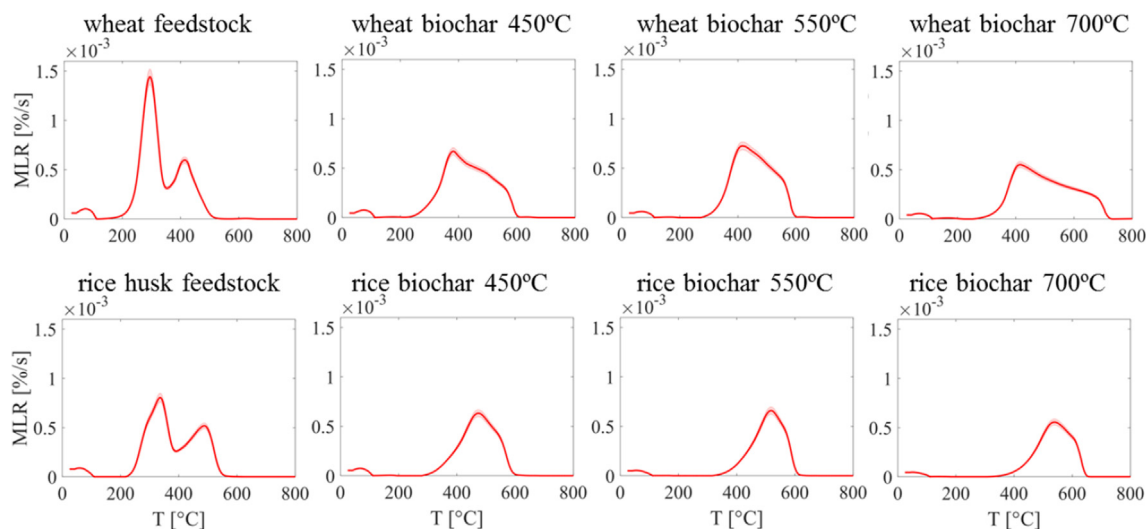 wheat feedstock
wheat biochar 450ºC
wheat biochar 550ºC
wheat biochar 700ºC
×10⁻³
×10⁻³
×10⁻³
×10⁻³
1.5
1
0.5
0
1.5
1
0.5
0
1.5
1
0.5
0
1.5
1
0.5
0
MLR [%/s]
MLR [%/s]
MLR [%/s]
MLR [%/s]
0 200 400 600 800
0 200 400 600 800
0 200 400 600 800
0 200 400 600 800
rice husk feedstock
rice biochar 450ºC
rice biochar 550ºC
rice biochar 700ºC
×10⁻³
×10⁻³
×10⁻³
×10⁻³
1.5
1
0.5
0
1.5
1
0.5
0
1.5
1
0.5
0
1.5
1
0.5
0
MLR [%/s]
0 200 400 600 800
0 200 400 600 800
0 200 400 600 800
0 200 400 600 800
T [°C]
T [°C]
T [°C]
T [°C]